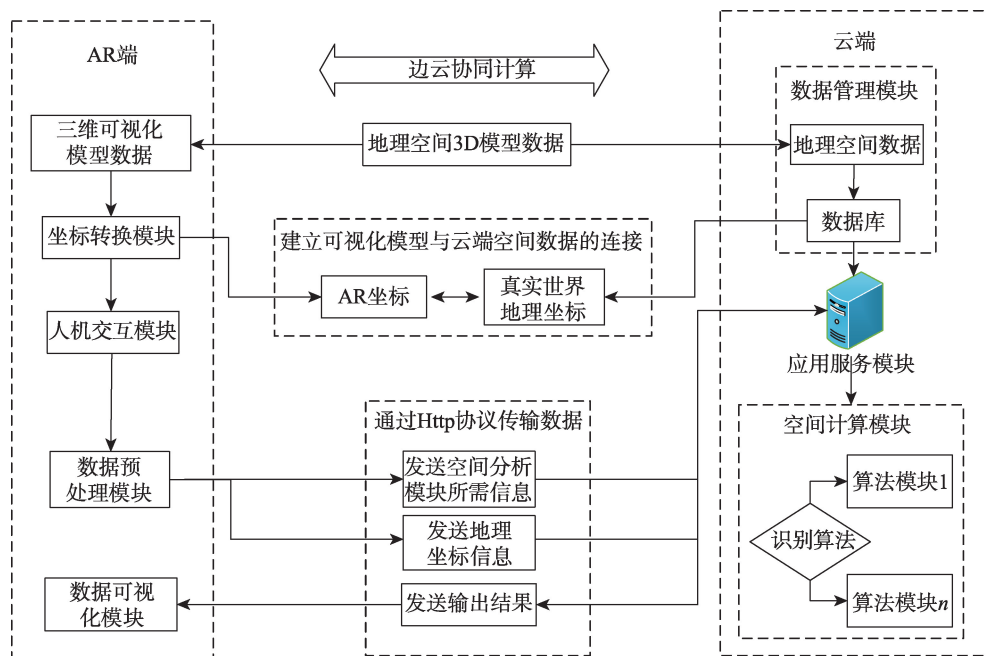 AR端
边云协同计算
云端
数据管理模块
三维可视化
模型数据
地理空间3D模型数据
地理空间数据
坐标转换模块
建立可视化模型与云端空间数据的连接
数据库
AR坐标
真实世界
地理坐标
人机交互模块
应用服务模块
通过Http协议传输数据
空间计算模块
数据预
处理模块
发送空间分析
模块所需信息
算法模块1
发送地理
坐标信息
识别算法
数据可视
化模块
发送输出结果
算法模块n